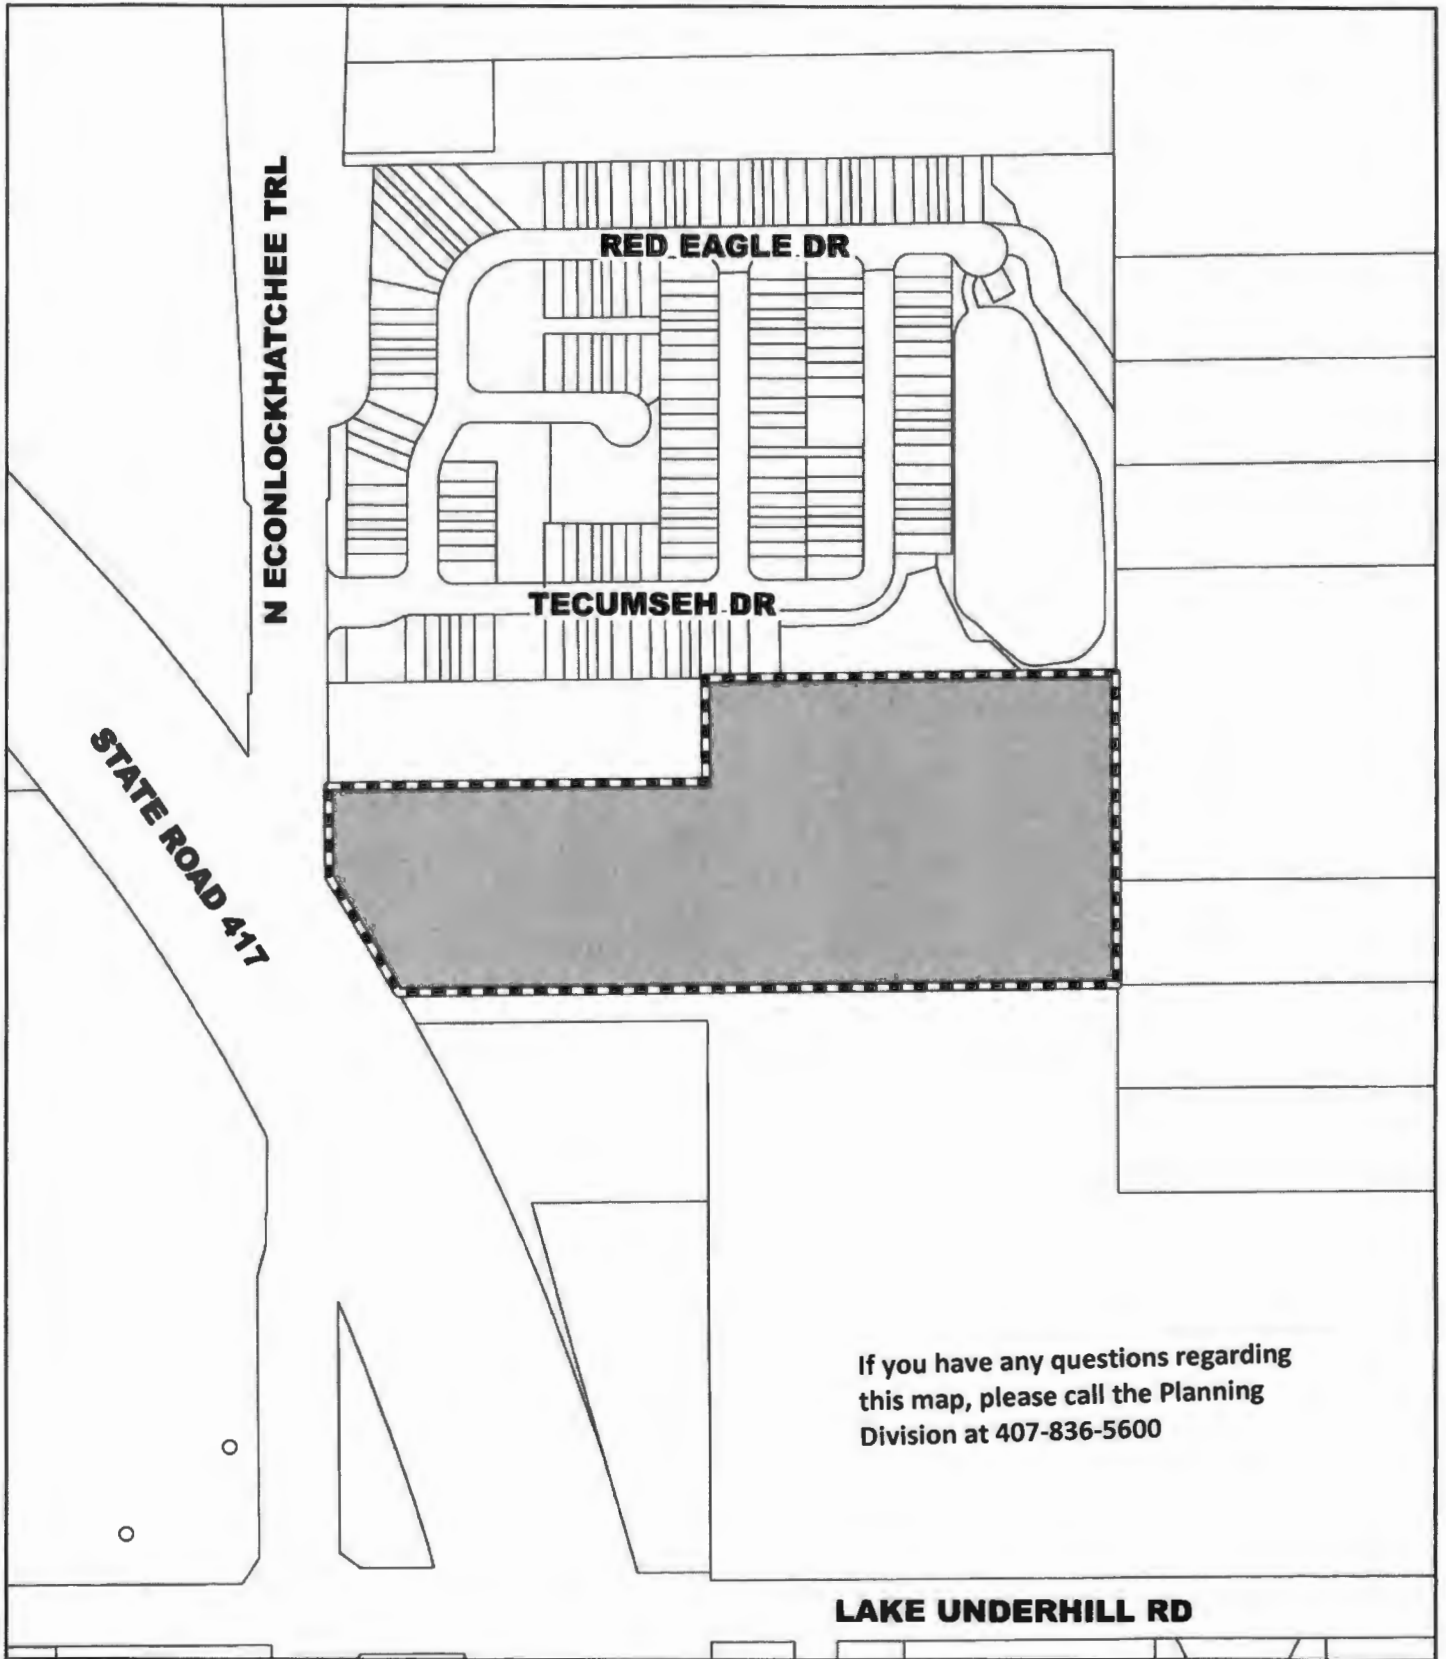 RED EAGLE DR
N ECONLOCKHATCHEE TRL
TECUMSEH DR
STATE ROAD 417
If you have any questions regarding
this map, please call the Planning
Division at 407-836-5600
LAKE UNDERHILL RD